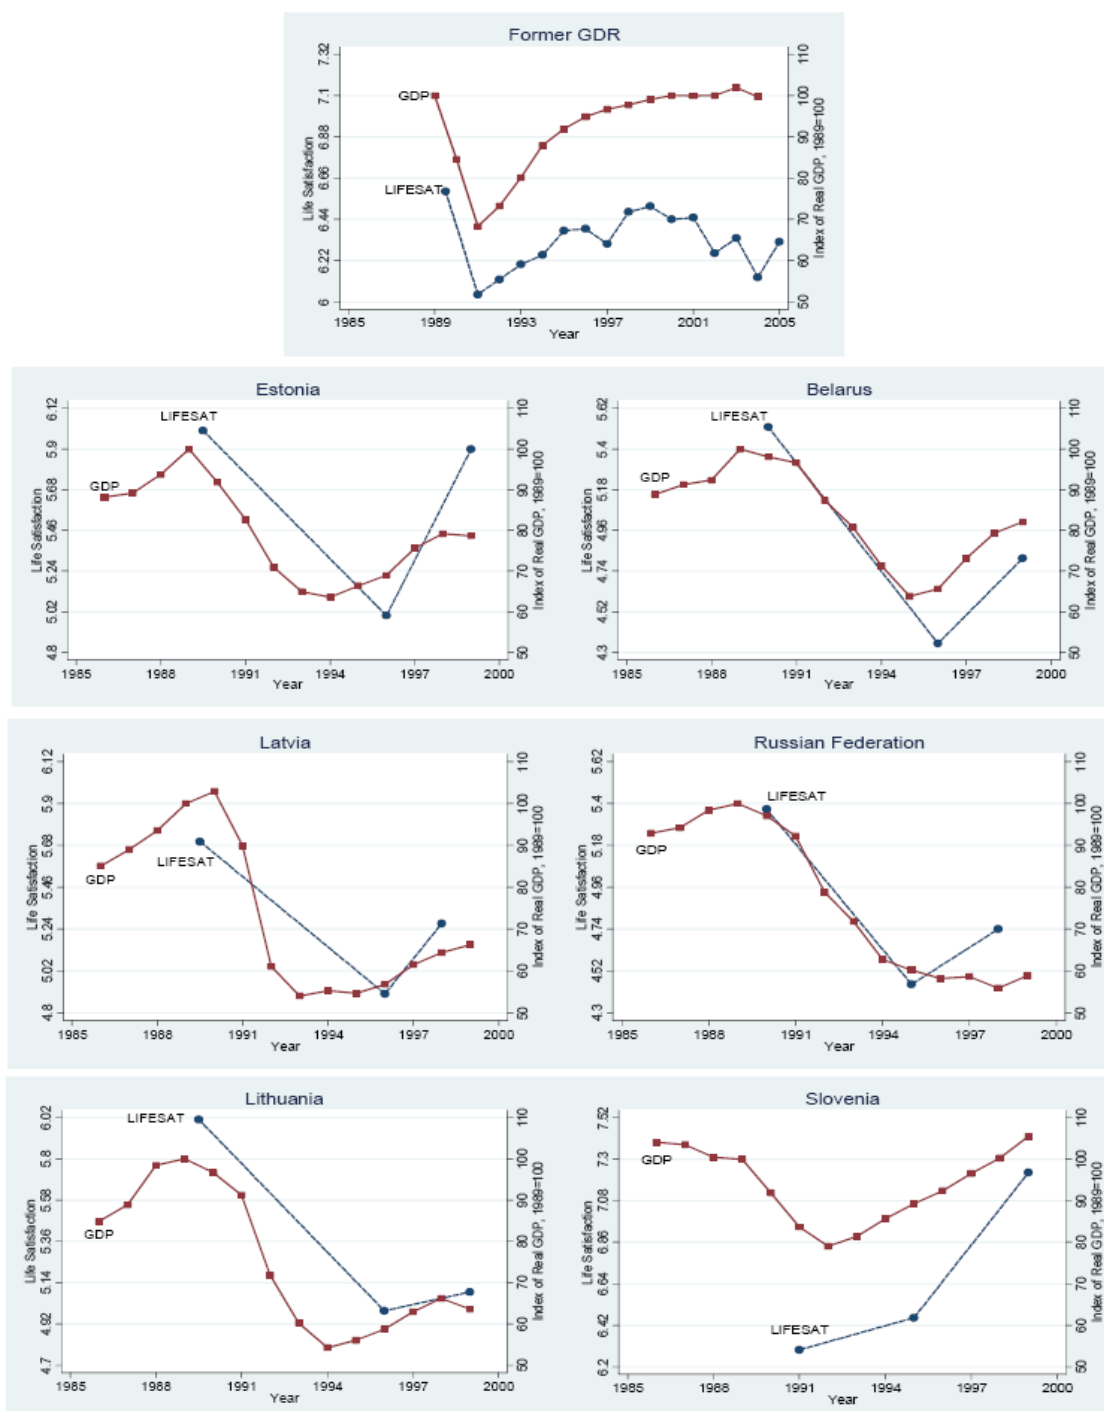 Former GDR
7.32
7.1
6.88
6.66
6.44
6.22
6
Life Satisfaction
GDP
LIFESAT
110
100
90
80
70
60
50
Index of Real GDP, 1989=100
1985 1989 1993 1997 2001 2005
Year
Estonia
6.12
5.9
5.68
5.46
5.24
5.02
4.8
Life Satisfaction
LIFESAT
GDP
110
100
90
80
70
60
50
Index of Real GDP, 1989=100
1985 1988 1991 1994 1997 2000
Year
Belarus
5.62
5.4
5.18
4.96
4.74
4.52
4.3
Life Satisfaction
LIFESAT
GDP
110
100
90
80
70
60
50
Index of Real GDP, 1989=100
1985 1988 1991 1994 1997 2000
Year
Latvia
6.12
5.9
5.68
5.46
5.24
5.02
4.8
Life Satisfaction
LIFESAT
GDP
110
100
90
80
70
60
50
Index of Real GDP, 1989=100
1985 1988 1991 1994 1997 2000
Year
Russian Federation
5.62
5.4
5.18
4.96
4.74
4.52
4.3
Life Satisfaction
LIFESAT
GDP
110
100
90
80
70
60
50
Index of Real GDP, 1989=100
1985 1988 1991 1994 1997 2000
Year
Lithuania
6.02
5.8
5.58
5.36
5.14
4.92
4.7
Life Satisfaction
LIFESAT
GDP
110
100
90
80
70
60
50
Index of Real GDP, 1989=100
1985 1988 1991 1994 1997 2000
Year
Slovenia
7.52
7.3
7.08
6.86
6.64
6.42
6.2
Life Satisfaction
GDP
LIFESAT
110
100
90
80
70
60
50
Index of Real GDP, 1989=100
1985 1988 1991 1994 1997 2000
Year